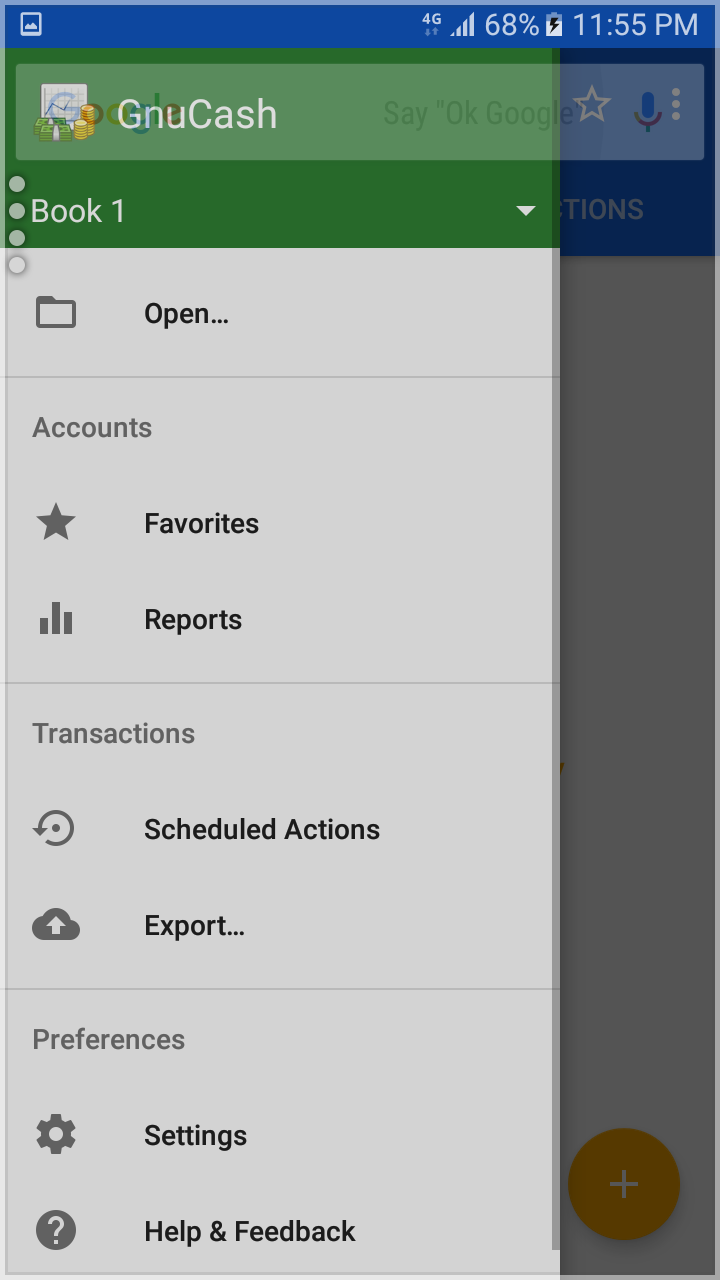 4G 68% 11:55 PM
Google
GnuCash
Say "Ok Google
Book 1
CTIONS
Open...
Accounts
Favorites
Reports
Transactions
Scheduled Actions
Export...
Preferences
Settings
Help & Feedback